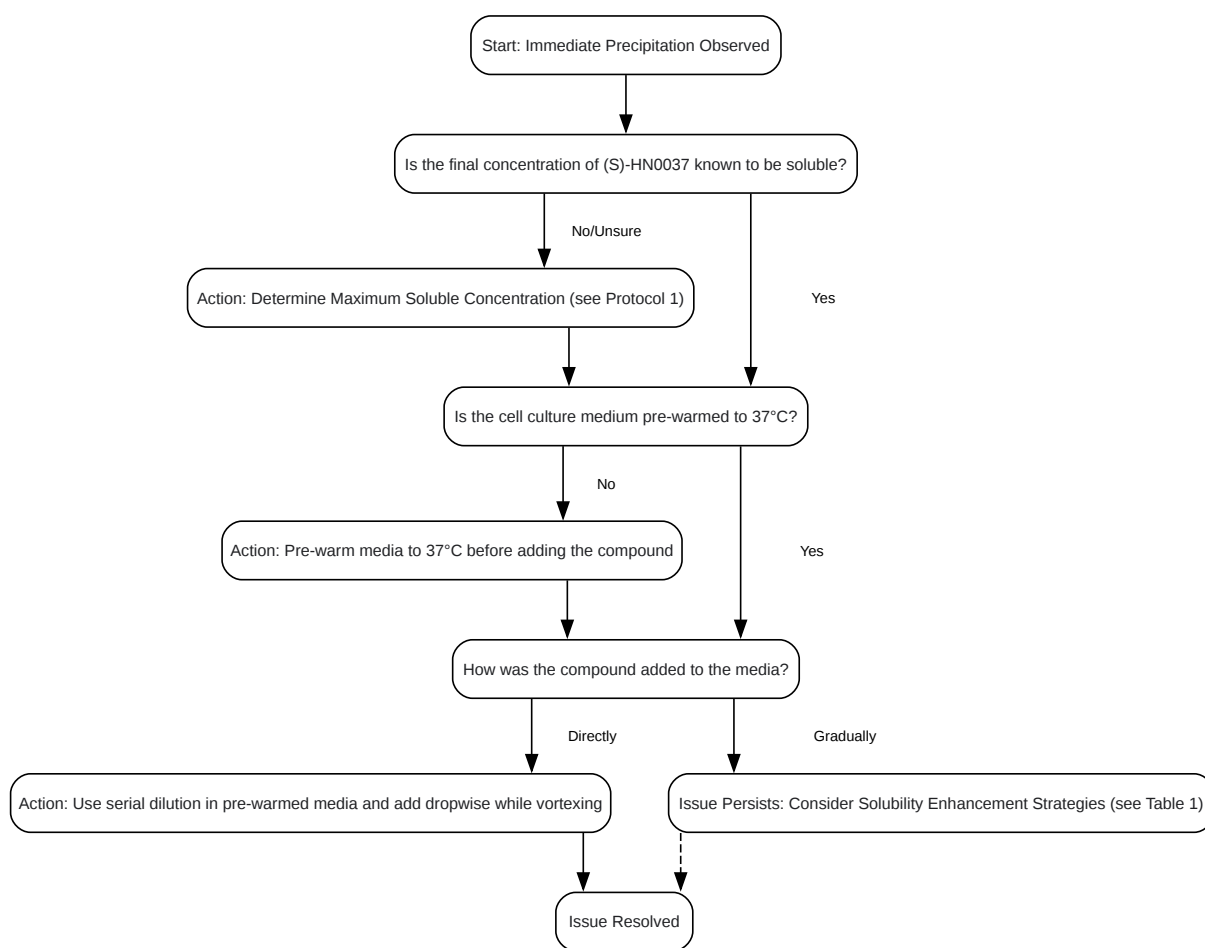 Start: Immediate Precipitation Observed
Is the final concentration of (S)-HN0037 known to be soluble?
No/Unsure
Action: Determine Maximum Soluble Concentration (see Protocol 1)
Yes
Is the cell culture medium pre-warmed to 37°C?
No
Action: Pre-warm media to 37°C before adding the compound
Yes
How was the compound added to the media?
Directly
Gradually
Action: Use serial dilution in pre-warmed media and add dropwise while vortexing
Issue Persists: Consider Solubility Enhancement Strategies (see Table 1)
Issue Resolved